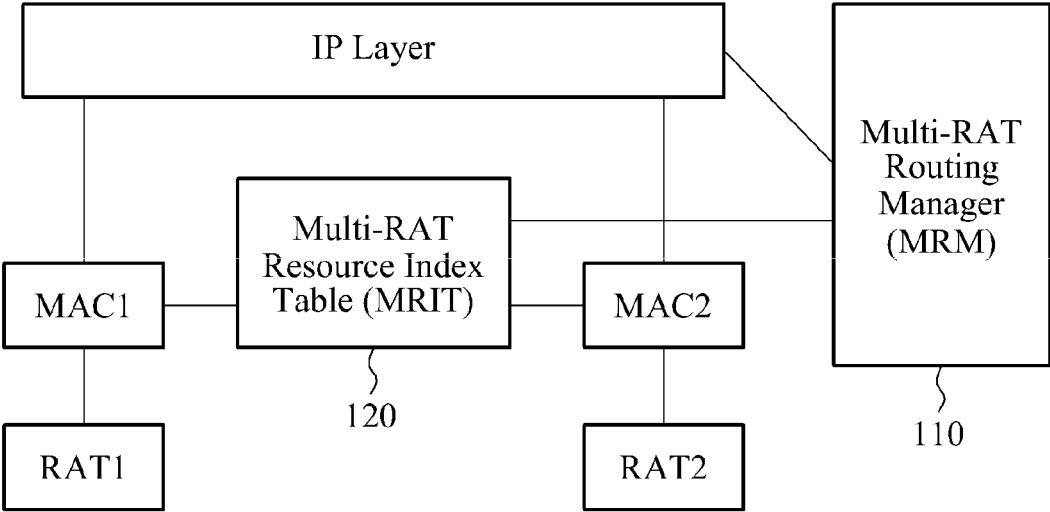 IP Layer
Multi-RAT
Routing
Manager
(MRM)
Multi-RAT
Resource Index
Table (MRIT)
MAC1
MAC2
120
110
RAT1
RAT2